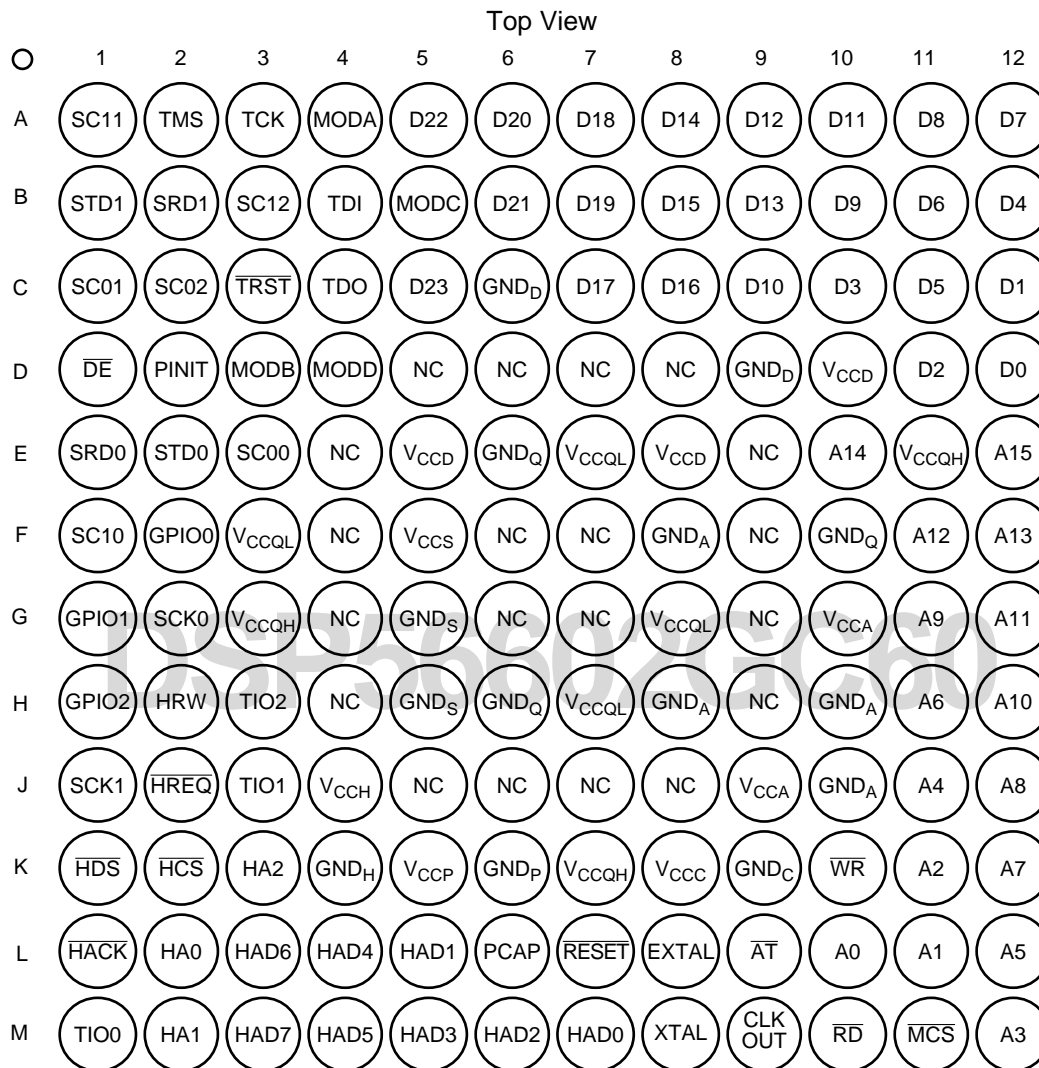 Top View
1 2 3 4 5 6 7 8 9 10 11 12
A SC11 TMS TCK MODA D22 D20 D18 D14 D12 D11 D8 D7
B STD1 SRD1 SC12 TDI MODC D21 D19 D15 D13 D9 D6 D4
C SC01 SC02 TRST TDO D23 GNDD D17 D16 D10 D3 D5 D1
D DE PINIT MODB MODD NC NC NC NC GNDD VCCD D2 D0
E SRD0 STD0 SC00 NC VCCD GNDQ VCCQL VCCD NC A14 VCCQH A15
F SC10 GPIO0 VCCQL NC VCCS NC NC GNDA NC GNDQ A12 A13
G GPIO1 SCK0 VCCQH NC GNDS NC NC VCCQL NC VCCA A9 A11
DSP56602GC60
H GPIO2 HRW TIO2 NC GNDS GNDQ VCCQL GNDA NC GNDA A6 A10
J SCK1 HREQ TIO1 VCCH NC NC NC NC VCCA GNDA A4 A8
K HDS HCS HA2 GNDH VCCP GNDP VCCQH VCCC GNDC WR A2 A7
L HACK HA0 HAD6 HAD4 HAD1 PCAP RESET EXTAL AT A0 A1 A5
M TIO0 HA1 HAD7 HAD5 HAD3 HAD2 HAD0 XTAL CLK OUT RD MCS A3